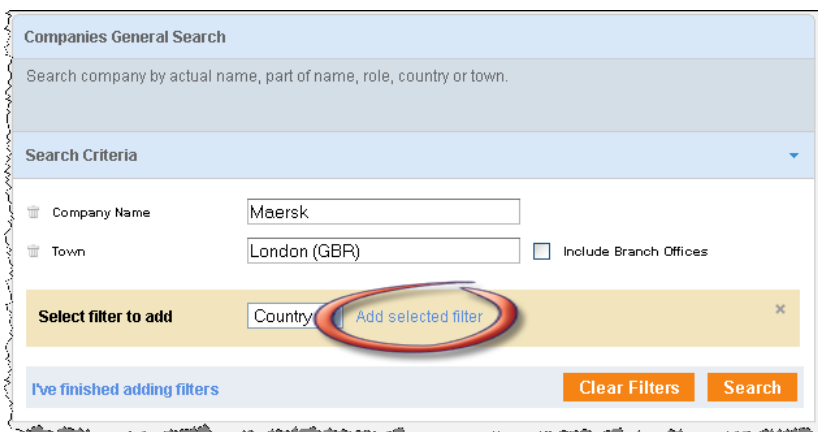 Companies General Search
Search company by actual name, part of name, role, country or town.
Search Criteria
Company Name Maersk
Town London (GBR) Include Branch Offices
Select filter to add Country Add selected filter
I've finished adding filters Clear Filters Search